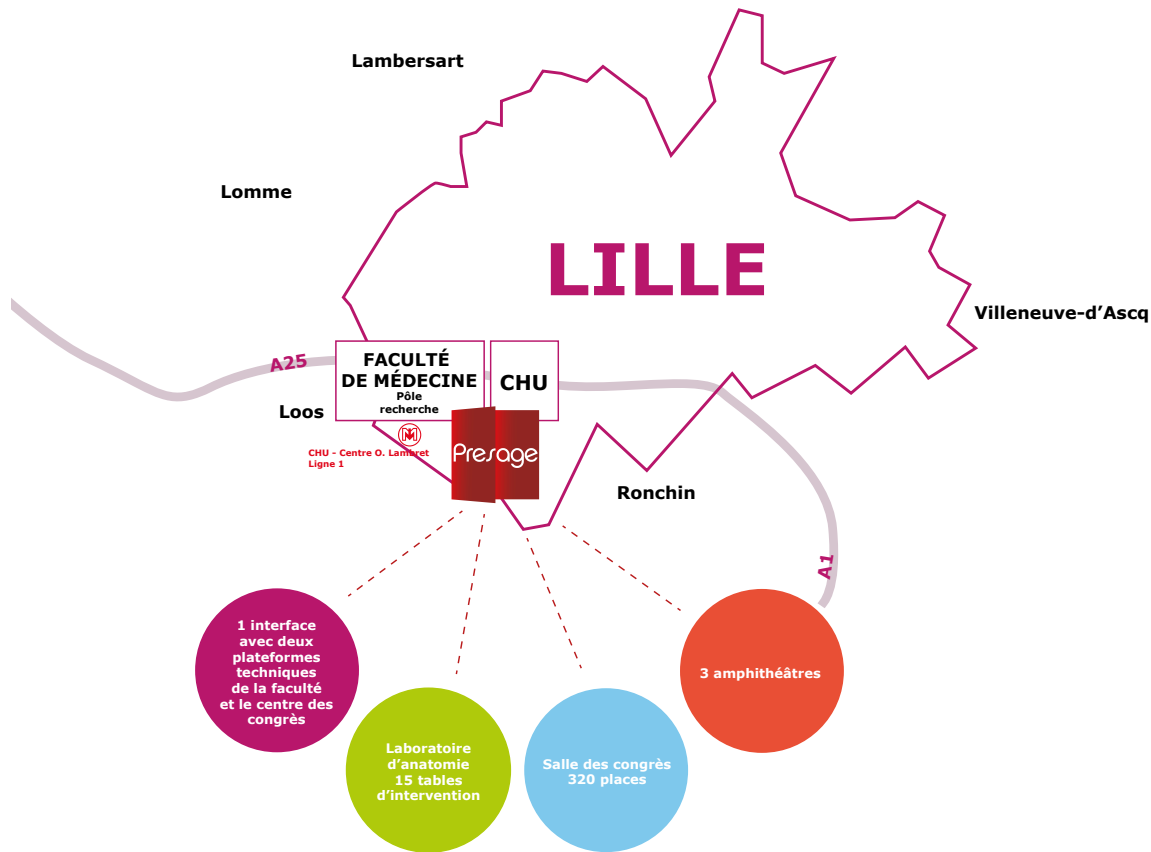 Lambersart
Lomme
LILLE
Villeneuve-d'Ascq
A25
FACULTÉ
DE MÉDECINE
Pôle
recherche
CHU
Loos
CHU - Centre O. Lambret
Ligne 1
Presage
Ronchin
A1
1 interface
avec deux
plateformes
techniques
de la faculté
et le centre des
congrès
Laboratoire
d'anatomie
15 tables
d'intervention
Salle des congrès
320 places
3 amphithéâtres